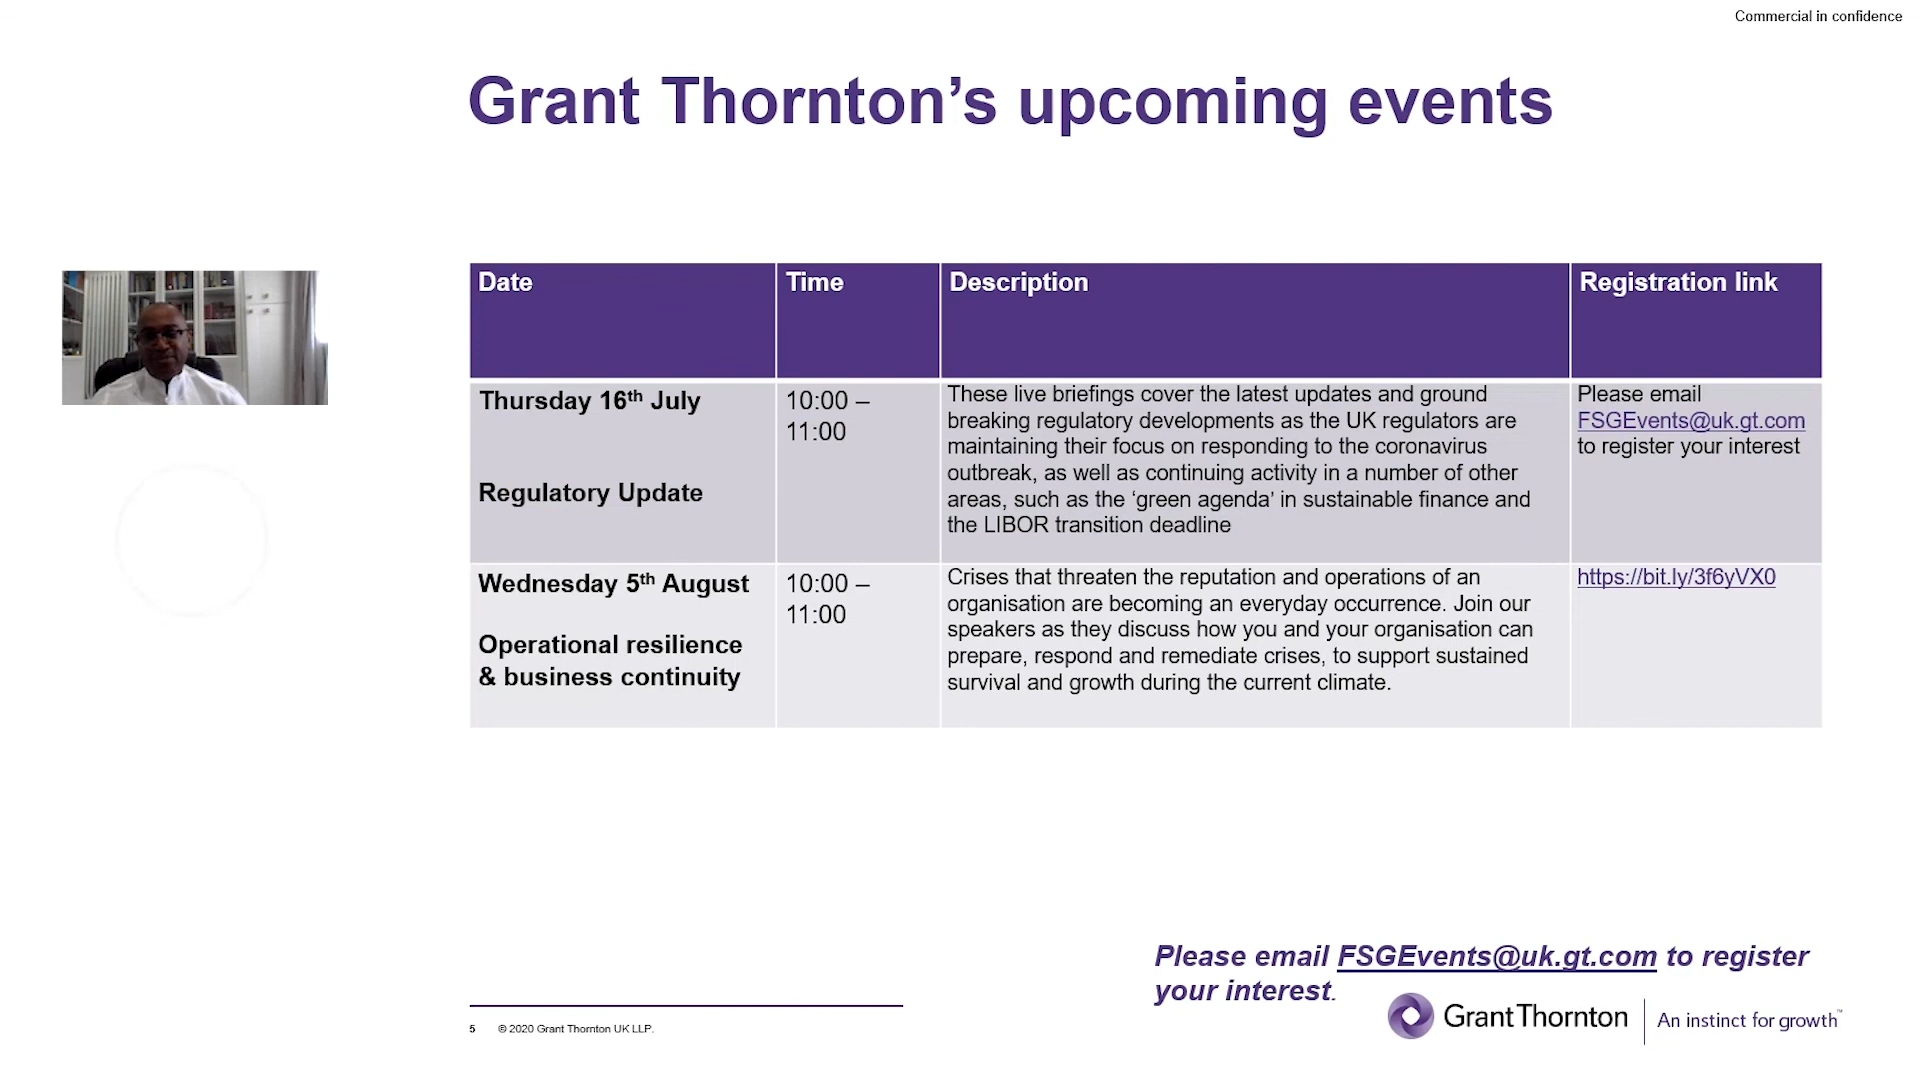 Commercial in confidence
Grant Thornton’s upcoming events
Date
Time
Description
Registration link
Thursday 16th July
Regulatory Update
10:00 –
11:00
These live briefings cover the latest updates and ground
breaking regulatory developments as the UK regulators are
maintaining their focus on responding to the coronavirus
outbreak, as well as continuing activity in a number of other
areas, such as the ‘green agenda’ in sustainable finance and
the LIBOR transition deadline
Please email
FSGEvents@uk.gt.com
to register your interest
Wednesday 5th August
Operational resilience
& business continuity
10:00 –
11:00
Crises that threaten the reputation and operations of an
organisation are becoming an everyday occurrence. Join our
speakers as they discuss how you and your organisation can
prepare, respond and remediate crises, to support sustained
survival and growth during the current climate.
https://bit.ly/3f6yVX0
Please email FSGEvents@uk.gt.com to register
your interest.
5 © 2020 Grant Thornton UK LLP.
Grant Thornton An instinct for growth™